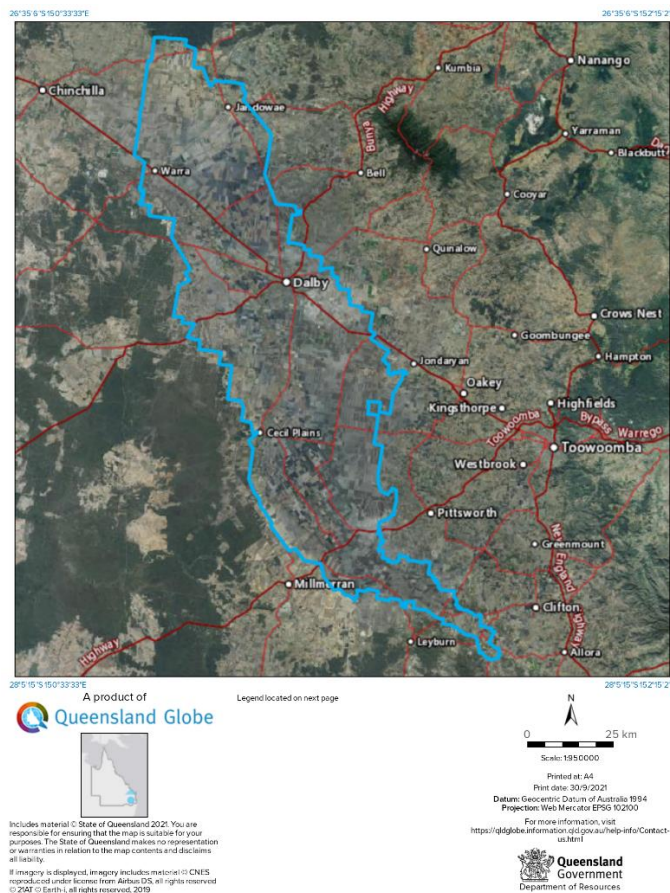 26°35'6"S 150°33'33"E
26°35'6"S 152°15'2
Kumbia
Nanango
Chinchilla
Highway
Jandowae
Yarraman
Bunya
Blackbutt
Warra
Bell
Cooyar
Quinalow
Dalby
Crows Nest
Goombungee
Jondaryan
Hampton
Oakey
Kingsthorpe
Highfields
Toowoomba Bypass Warrego
Cecil Plains
Toowoomba
Westbrook
Pittsworth
New England Highway
Greenmount
Millmerran
Clifton
Leyburn
Allora
Highway
28°5'15"S 150°33'33"E
28°5'15"S 152°15'2
A product of
Queensland Globe
Legend located on next page
N
0 25 km
Scale: 1:950000
Printed at: A4
Print date: 30/9/2021
Datum: Geocentric Datum of Australia 1994
Projection: Web Mercator EPSG 102100
For more information, visit
https://qldglobe.information.qld.gov.au/help-info/Contact-
us.html
Includes material © State of Queensland 2021. You are
responsible for ensuring that the map is suitable for your
purposes. The State of Queensland makes no representation
or warranties in relation to the map contents and disclaims
all liability.
If imagery is displayed, imagery includes material © CNES
reproduced under license from Airbus DS, all rights reserved
© 21AT © Earth-i, all rights reserved, 2019
Queensland
Government
Department of Resources